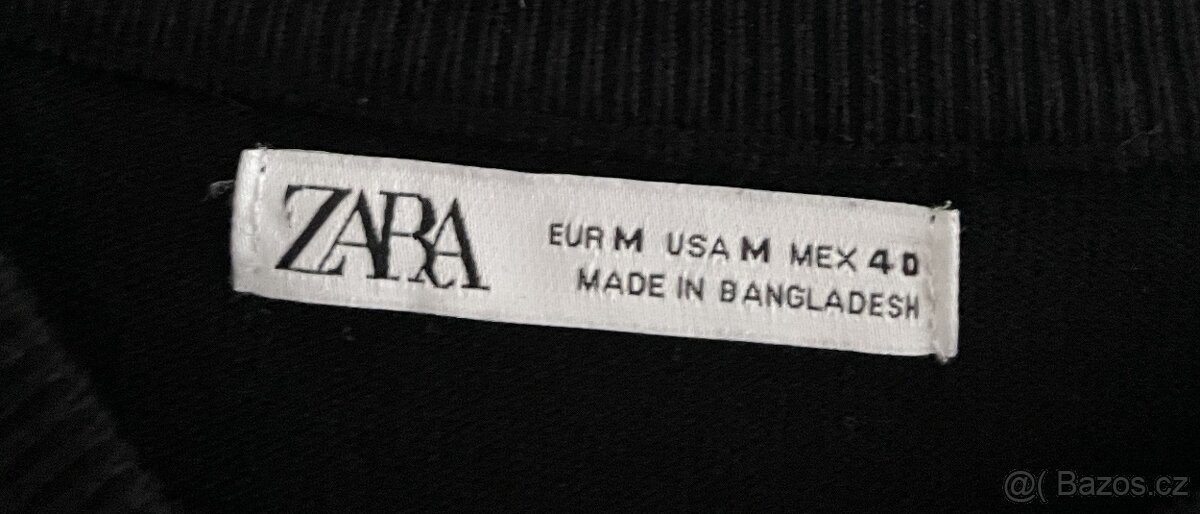 ZARA
EUR M USA M MEX 40
MADE IN BANGLADESH
@( Bazos.cz